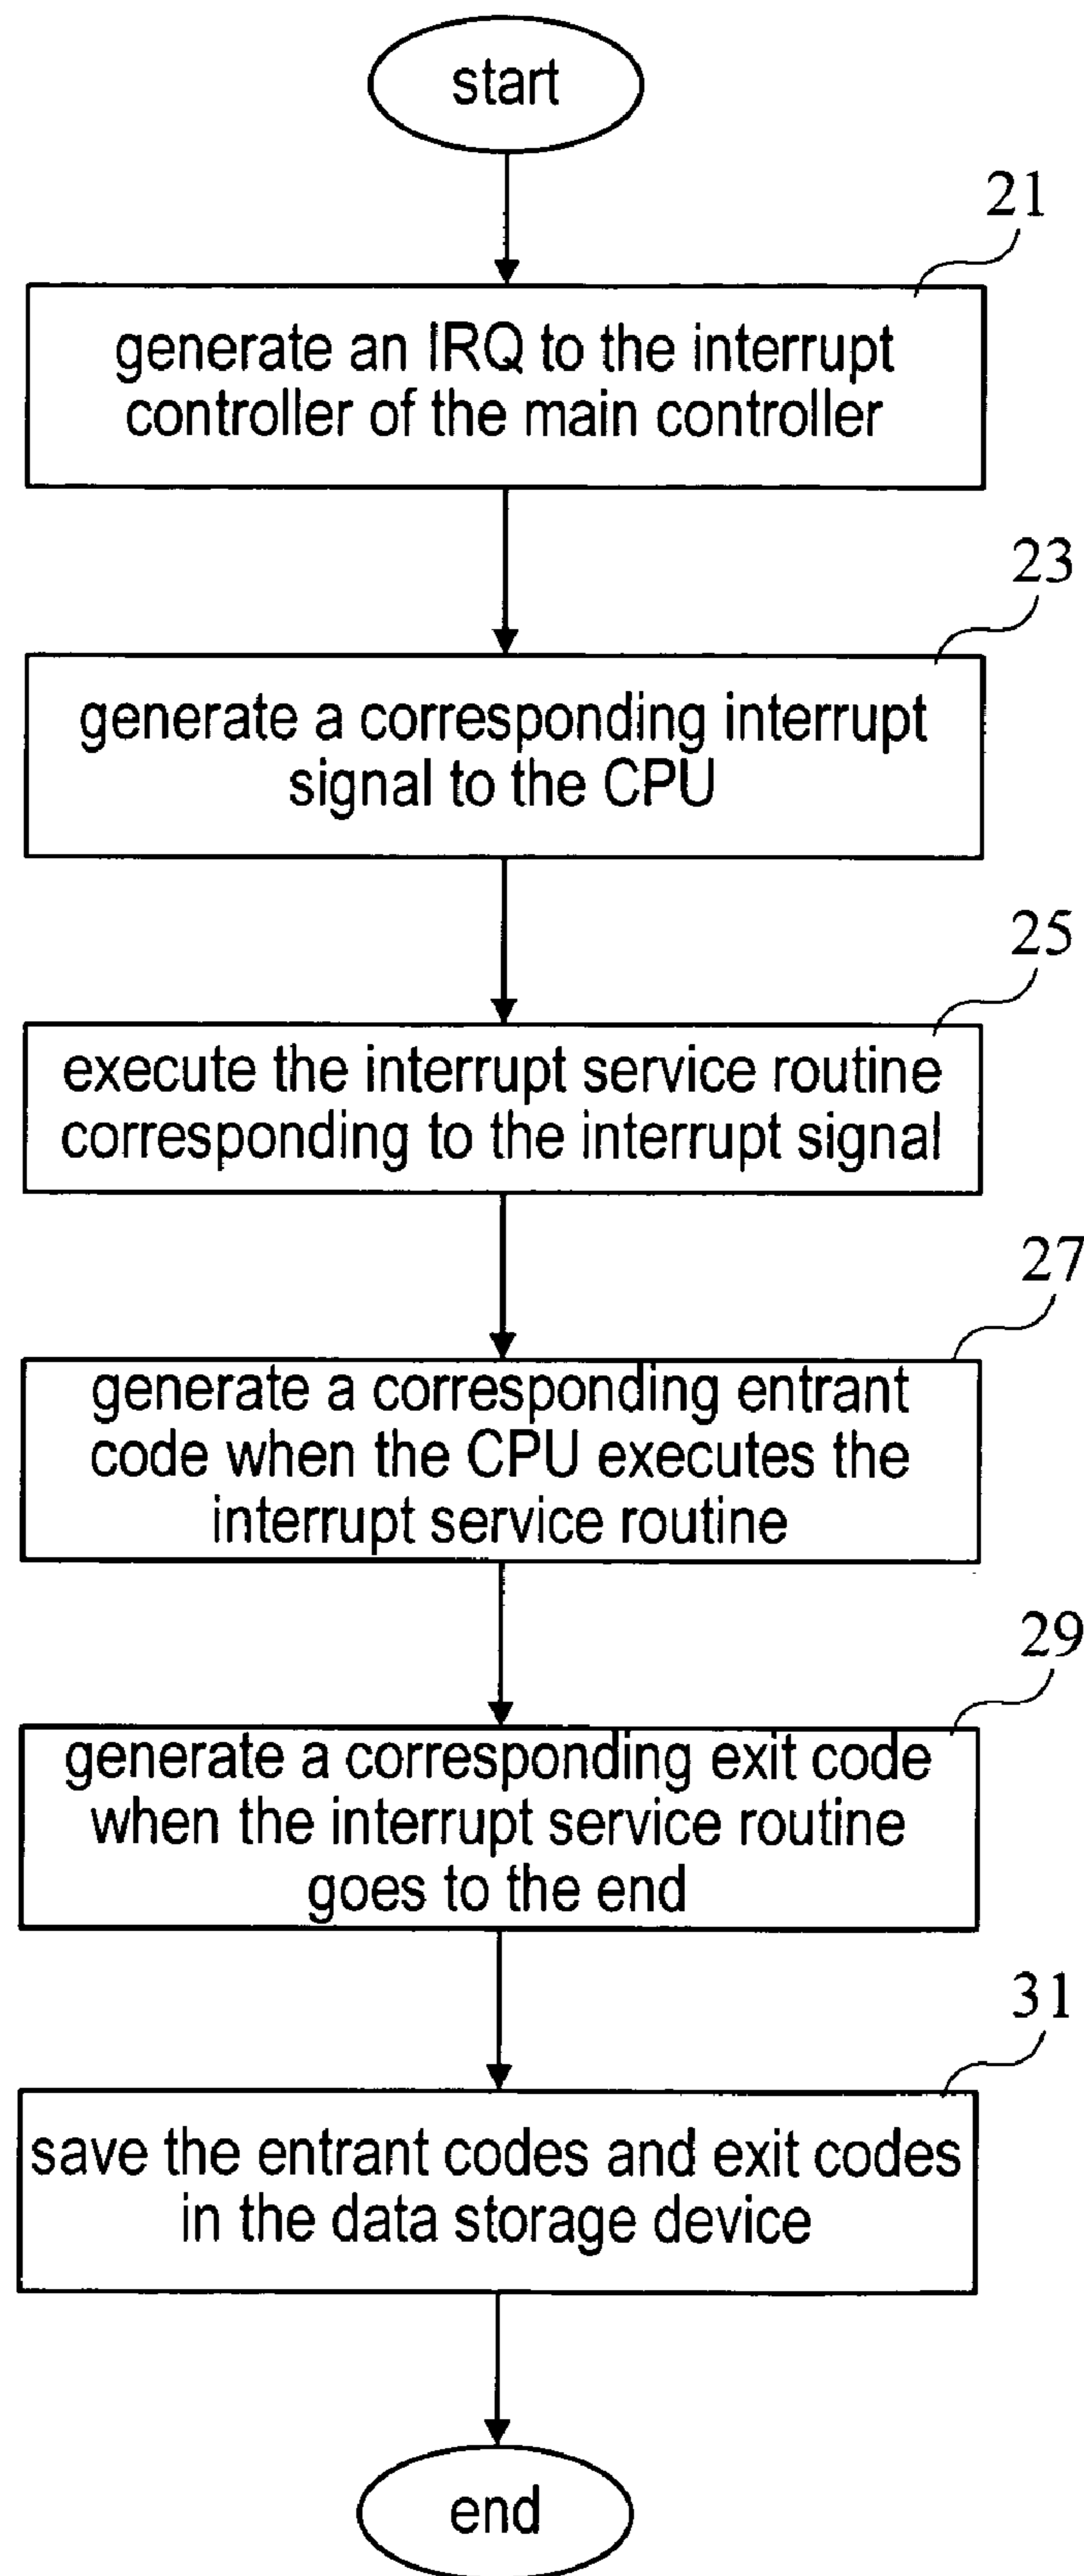 start
21
generate an IRQ to the interrupt
controller of the main controller
23
generate a corresponding interrupt
signal to the CPU
25
execute the interrupt service routine
corresponding to the interrupt signal
27
generate a corresponding entrant
code when the CPU executes the
interrupt service routine
29
generate a corresponding exit code
when the interrupt service routine
goes to the end
31
save the entrant codes and exit codes
in the data storage device
end